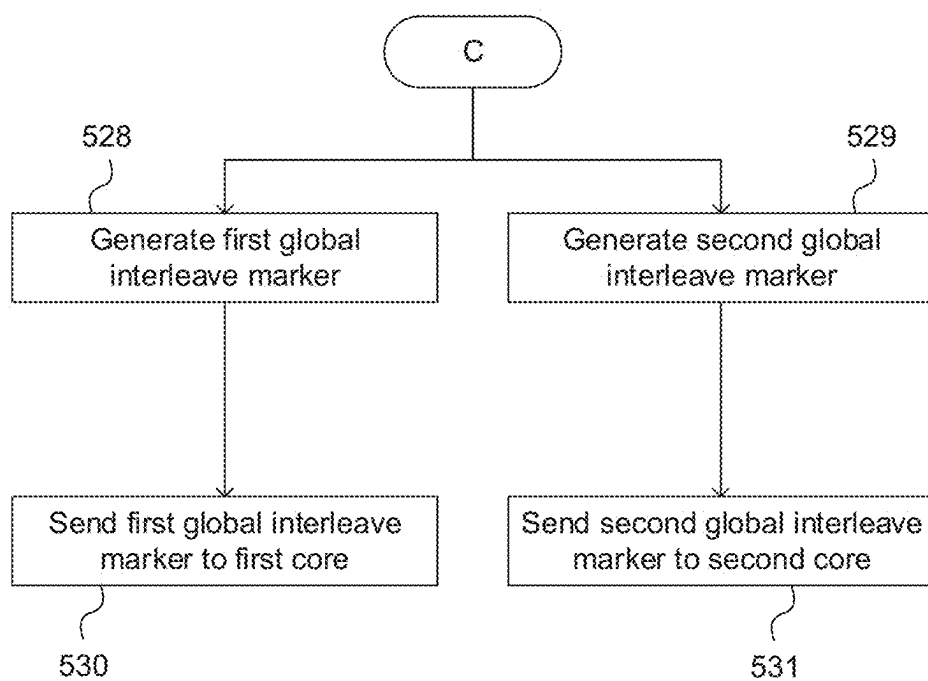 C
528
529
Generate first global
interleave marker
Generate second global
interleave marker
Send first global interleave
marker to first core
Send second global interleave
marker to second core
530
531